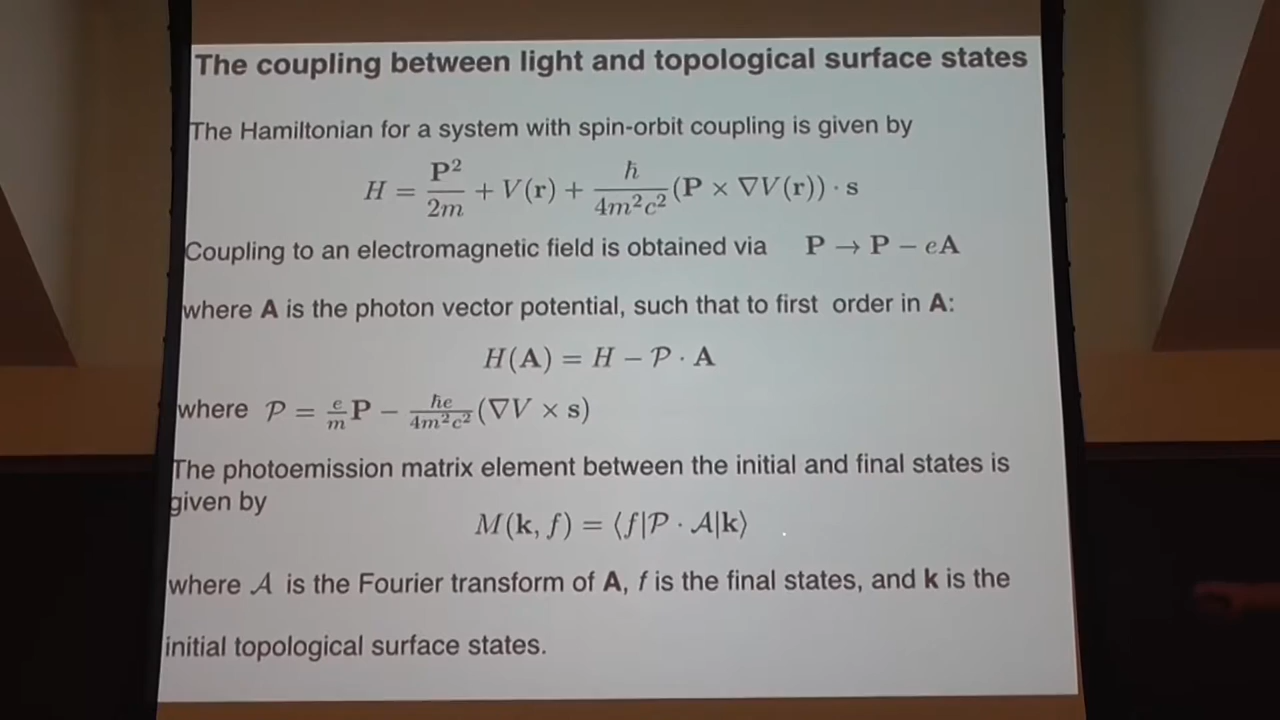 The coupling between light and topological surface states
The Hamiltonian for a system with spin-orbit coupling is given by
H = P²/2m + V(r) + ℏ/4m²c² (P × ∇V(r)) · s
Coupling to an electromagnetic field is obtained via P → P − eA
where A is the photon vector potential, such that to first order in A:
H(A) = H − 𝒫 · A
where 𝒫 = e/m P − ℏe/4m²c² (∇V × s)
The photoemission matrix element between the initial and final states is
given by
M(k, f) = ⟨f|𝒫 · 𝒜|k⟩
where 𝒜 is the Fourier transform of A, f is the final states, and k is the
initial topological surface states.